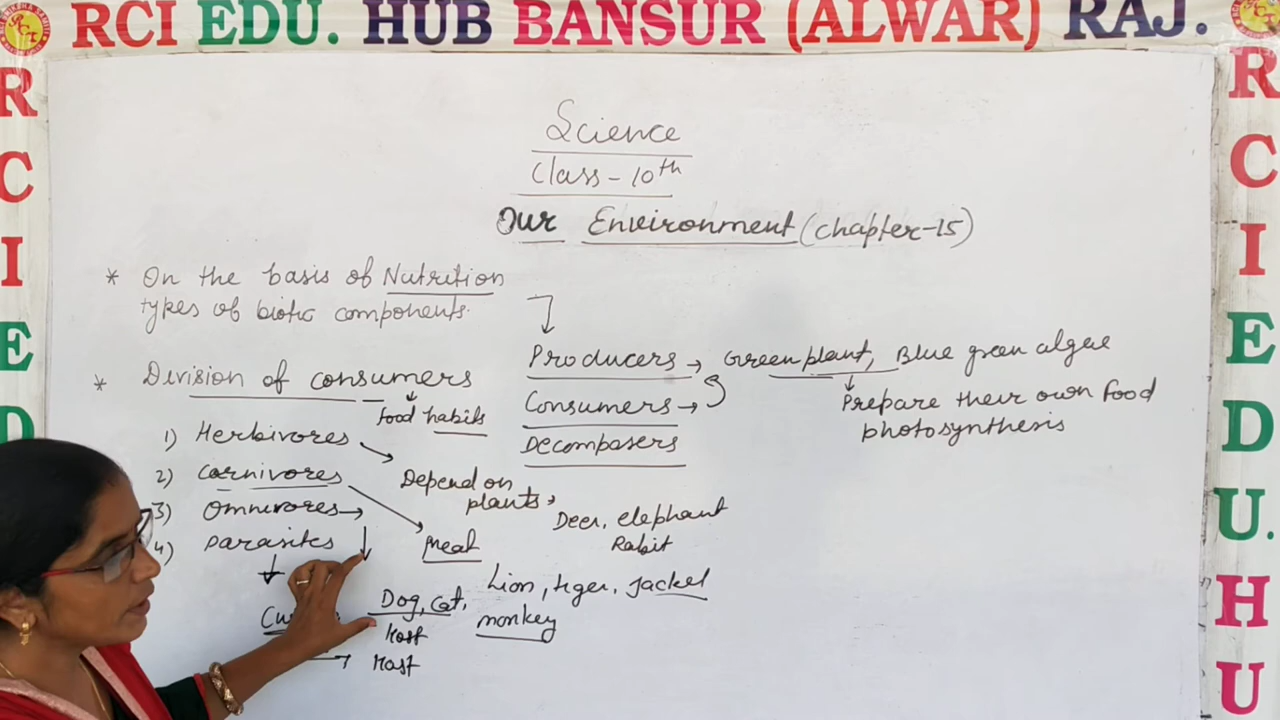 RCI EDU. HUB BANSUR (ALWAR) RAJ.
R C I E D
R C I E D U. H U
Science
Class - 10th
Our Environment (chapter-15)
* On the basis of Nutrition
types of biotic components.
Producers → Green plant, Blue green algae
Prepare their own food
photosynthesis
Consumers →
Decomposers
* Division of consumers
food habits
1) Herbivores
Depend on
plants,
Deer, elephant
Rabit
2) Carnivores
Meat
Lion, tiger, Jackel
3) Omnivores →
Dog, cat,
monkey
4) Parasites
Host
→ Host